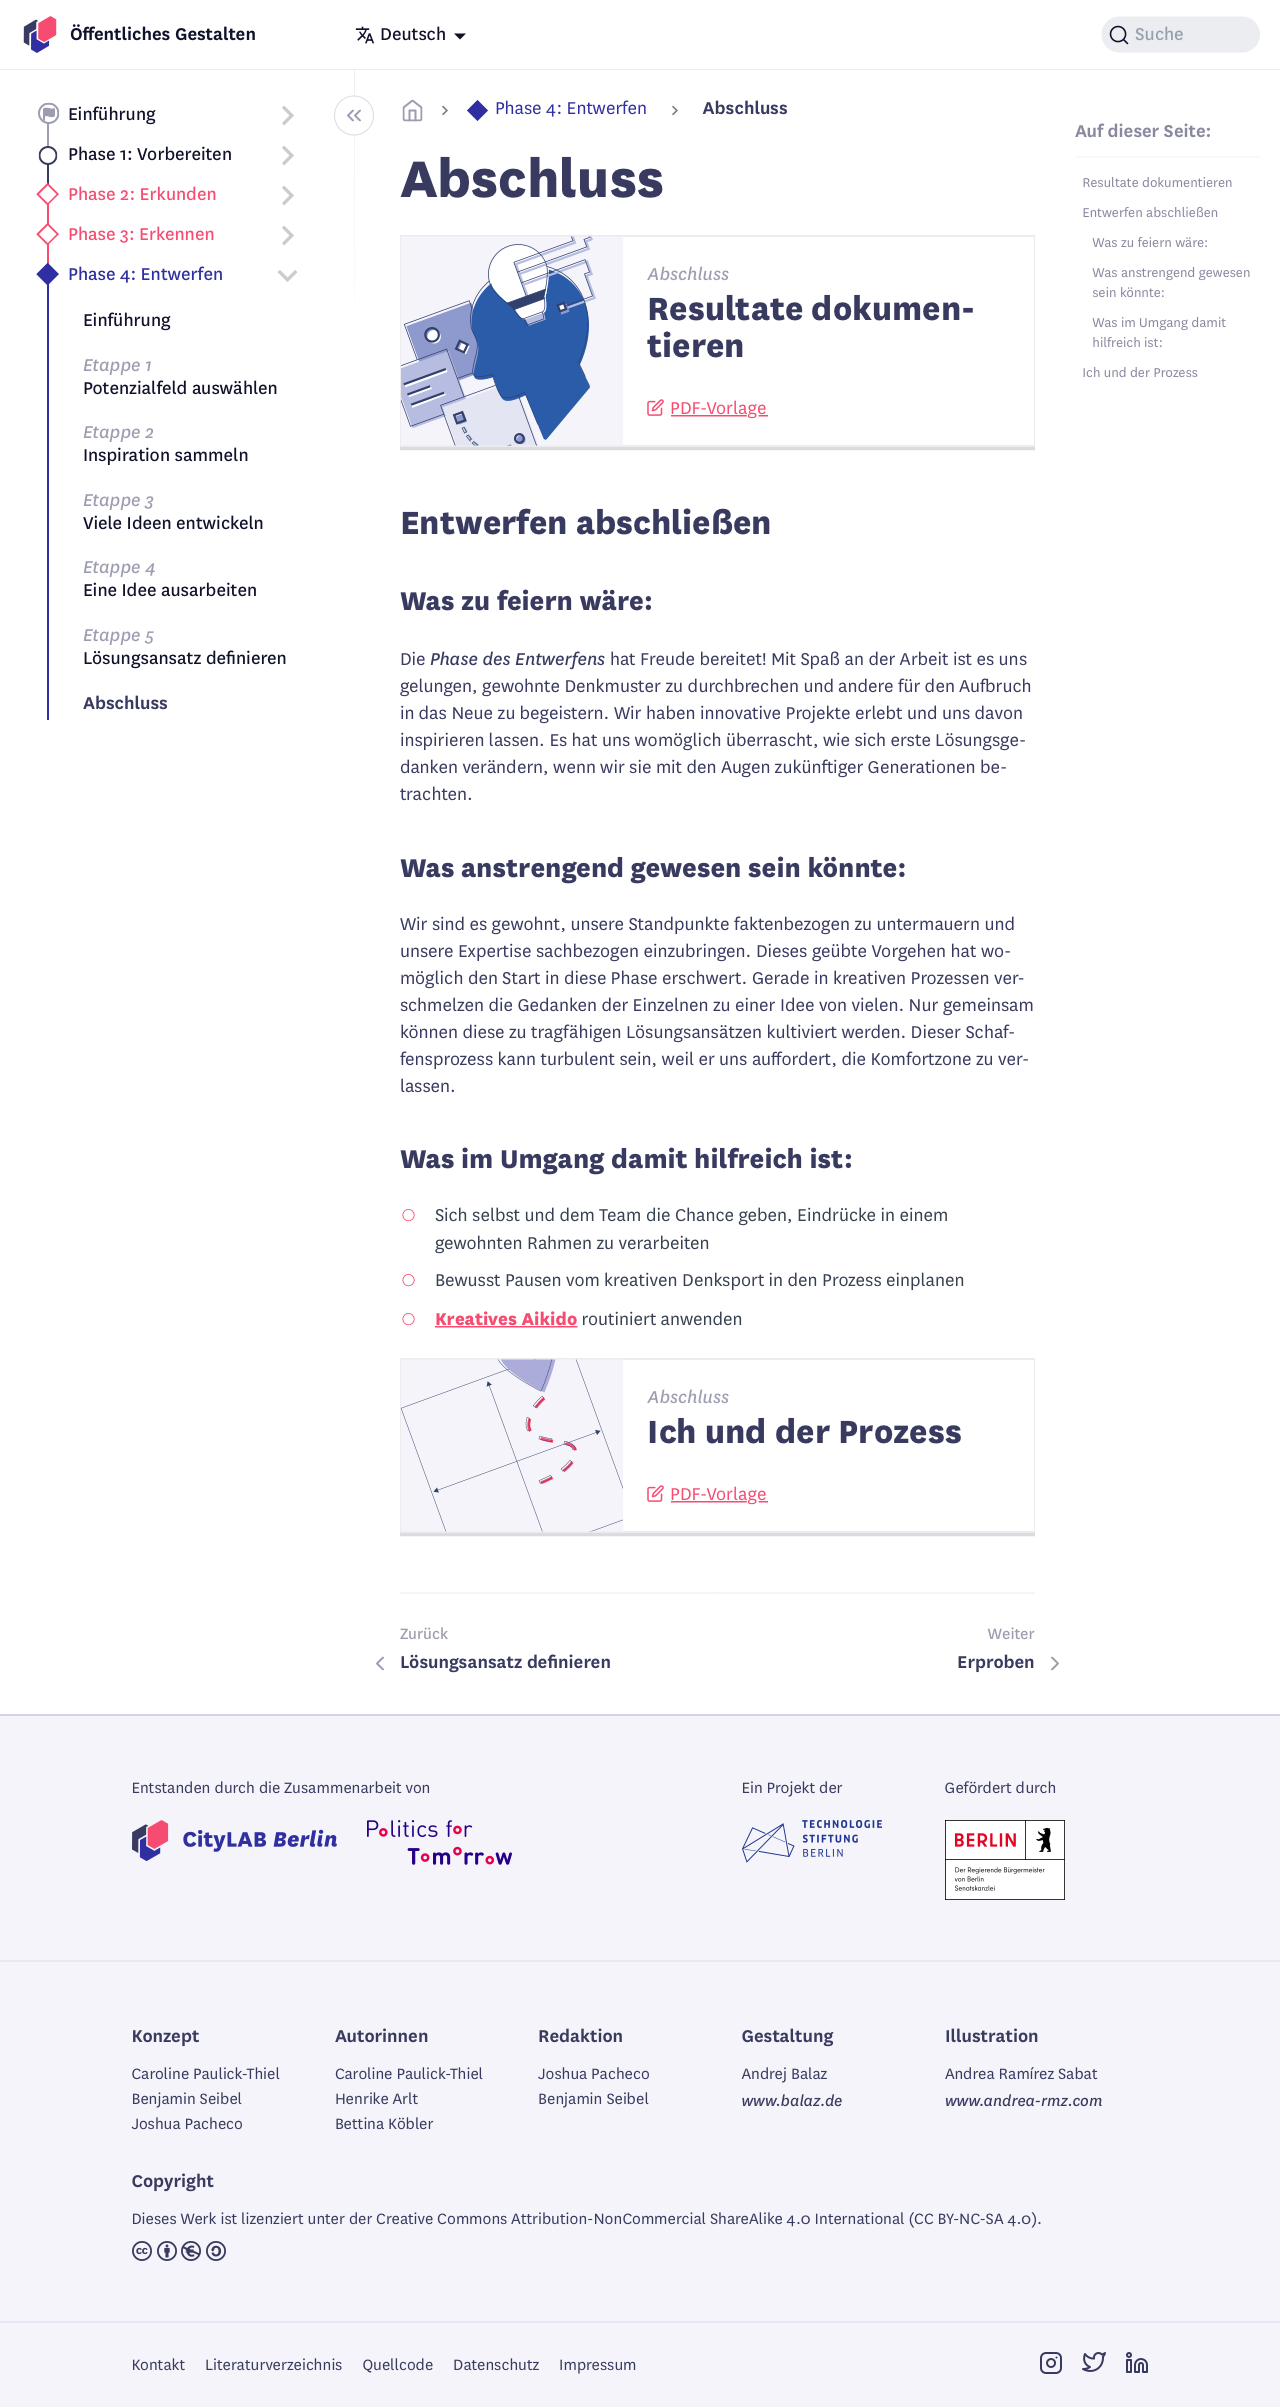 Öffentliches Gestalten
Deutsch
Suche
Einführung
Phase 1: Vorbereiten
Phase 2: Erkunden
Phase 3: Erkennen
Phase 4: Entwerfen
Einführung
Etappe 1
Potenzialfeld auswählen
Etappe 2
Inspiration sammeln
Etappe 3
Viele Ideen entwickeln
Etappe 4
Eine Idee ausarbeiten
Etappe 5
Lösungsansatz definieren
Abschluss
Phase 4: Entwerfen
Abschluss
Abschluss
Abschluss
Resultate dokumen-
tieren
PDF-Vorlage
Entwerfen abschließen
Was zu feiern wäre:
Die Phase des Entwerfens hat Freude bereitet! Mit Spaß an der Arbeit ist es uns
gelungen, gewohnte Denkmuster zu durchbrechen und andere für den Aufbruch
in das Neue zu begeistern. Wir haben innovative Projekte erlebt und uns davon
inspirieren lassen. Es hat uns womöglich überrascht, wie sich erste Lösungsge-
danken verändern, wenn wir sie mit den Augen zukünftiger Generationen be-
trachten.
Was anstrengend gewesen sein könnte:
Wir sind es gewohnt, unsere Standpunkte faktenbezogen zu untermauern und
unsere Expertise sachbezogen einzubringen. Dieses geübte Vorgehen hat wo-
möglich den Start in diese Phase erschwert. Gerade in kreativen Prozessen ver-
schmelzen die Gedanken der Einzelnen zu einer Idee von vielen. Nur gemeinsam
können diese zu tragfähigen Lösungsansätzen kultiviert werden. Dieser Schaf-
fensprozess kann turbulent sein, weil er uns auffordert, die Komfortzone zu ver-
lassen.
Was im Umgang damit hilfreich ist:
Sich selbst und dem Team die Chance geben, Eindrücke in einem
gewohnten Rahmen zu verarbeiten
Bewusst Pausen vom kreativen Denksport in den Prozess einplanen
Kreatives Aikido routiniert anwenden
Abschluss
Ich und der Prozess
PDF-Vorlage
Zurück
Lösungsansatz definieren
Weiter
Erproben
Auf dieser Seite:
Resultate dokumentieren
Entwerfen abschließen
Was zu feiern wäre:
Was anstrengend gewesen
sein könnte:
Was im Umgang damit
hilfreich ist:
Ich und der Prozess
Entstanden durch die Zusammenarbeit von
CityLAB Berlin
Politics for
Tomorrow
Ein Projekt der
TECHNOLOGIE
STIFTUNG
BERLIN
Gefördert durch
BERLIN
Der Regierende Bürgermeister
von Berlin
Senatskanzlei
Konzept
Caroline Paulick-Thiel
Benjamin Seibel
Joshua Pacheco
Autorinnen
Caroline Paulick-Thiel
Henrike Arlt
Bettina Köbler
Redaktion
Joshua Pacheco
Benjamin Seibel
Gestaltung
Andrej Balaz
www.balaz.de
Illustration
Andrea Ramírez Sabat
www.andrea-rmz.com
Copyright
Dieses Werk ist lizenziert unter der Creative Commons Attribution-NonCommercial ShareAlike 4.0 International (CC BY-NC-SA 4.0).
cc
Kontakt Literaturverzeichnis Quellcode Datenschutz Impressum